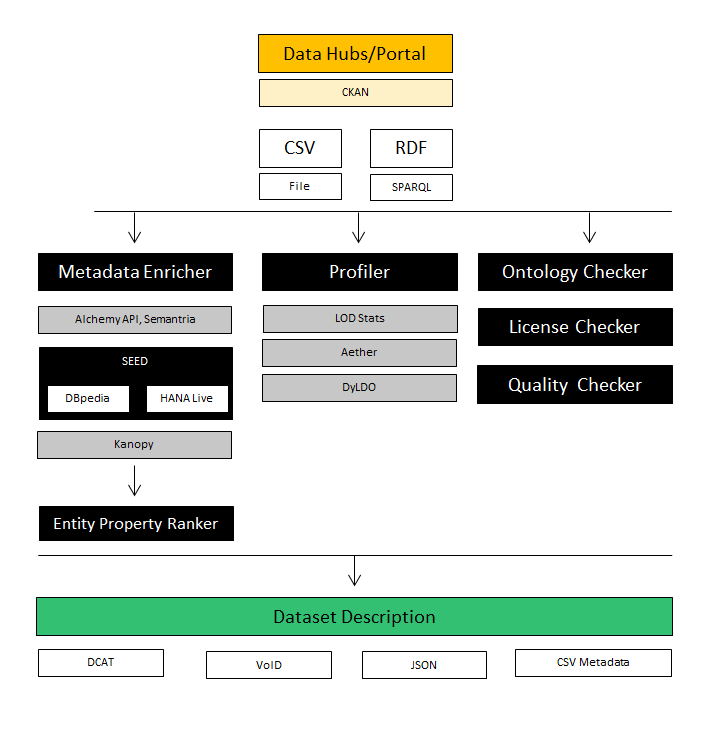 Data Hubs/Portal
CKAN
CSV
RDF
File
SPARQL
Metadata Enricher
Profiler
Ontology Checker
Alchemy API, Semantria
LOD Stats
License Checker
Aether
SEED
DBpedia
HANA Live
DyLDO
Quality Checker
Kanopy
Entity Property Ranker
Dataset Description
DCAT
VoID
JSON
CSV Metadata